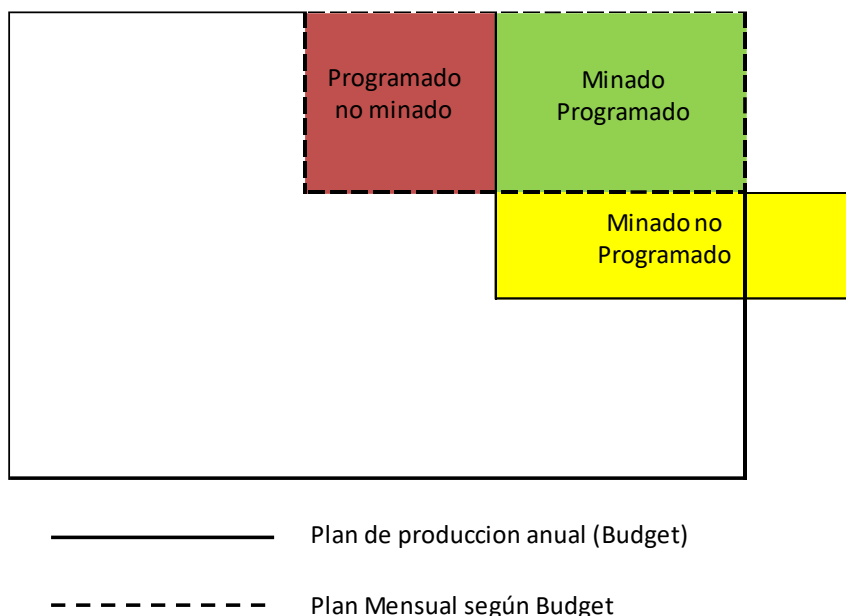 Programado
no minado
Minado
Programado
Minado no
Programado
Plan de produccion anual (Budget)
Plan Mensual según Budget